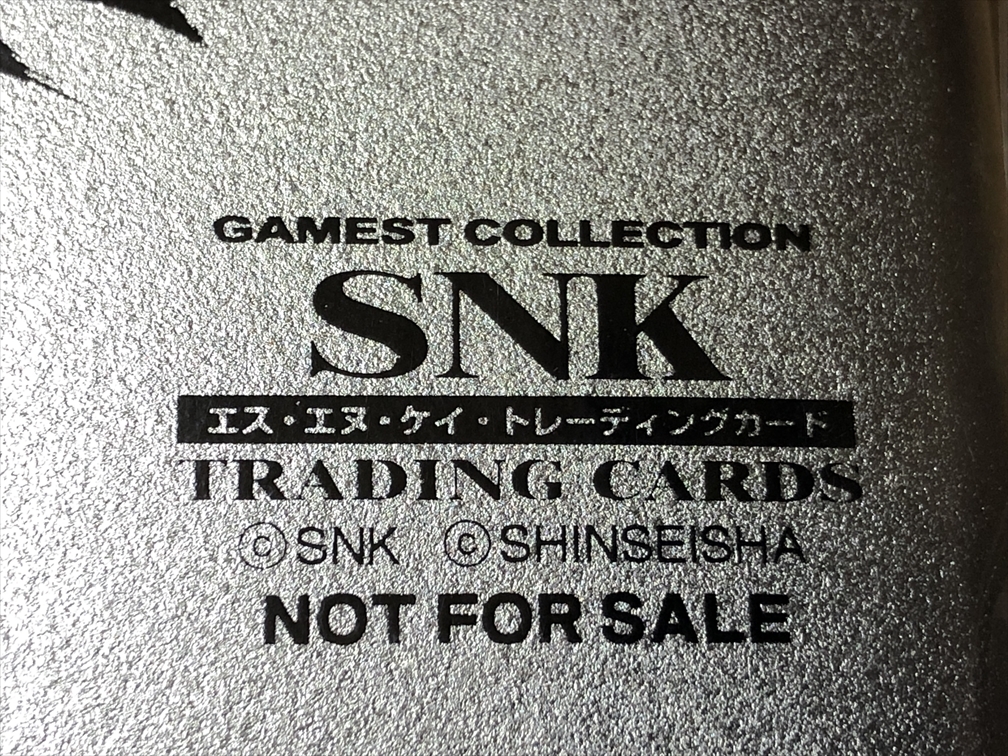 GAMEST COLLECTION
SNK
エス・エヌ・ケイ・トレーディングカード
TRADING CARDS
©SNK ©SHINSEISHA
NOT FOR SALE